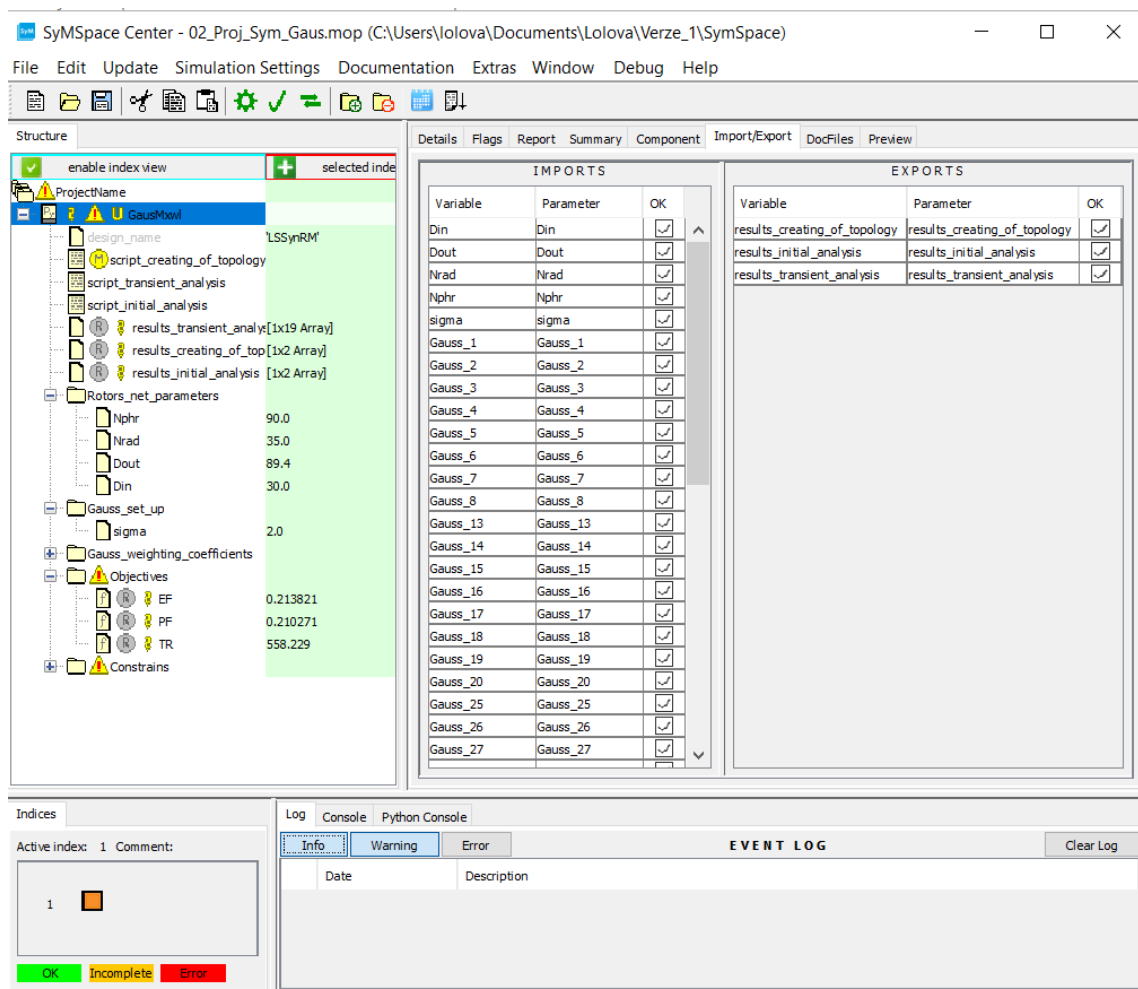 SyM SyMSpace Center - 02_Proj_Sym_Gaus.mop (C:\Users\lolova\Documents\Lolova\Verze_1\SymSpace)
File Edit Update Simulation Settings Documentation Extras Window Debug Help
Structure
enable index view selected inde
ProjectName
Py U GausMxwl
design_name 'LSSynRM'
M script_creating_of_topology
script_transient_analysis
script_initial_analysis
R results_transient_analys [1x19 Array]
R results_creating_of_top [1x2 Array]
R results_initial_analysis [1x2 Array]
Rotors_net_parameters
Nphr 90.0
Nrad 35.0
Dout 89.4
Din 30.0
Gauss_set_up
sigma 2.0
Gauss_weighting_coefficients
Objectives
f R EF 0.213821
f R PF 0.210271
f R TR 558.229
Constrains
Details Flags Report Summary Component Import/Export DocFiles Preview
IMPORTS
Variable Parameter OK
Din Din
Dout Dout
Nrad Nrad
Nphr Nphr
sigma sigma
Gauss_1 Gauss_1
Gauss_2 Gauss_2
Gauss_3 Gauss_3
Gauss_4 Gauss_4
Gauss_5 Gauss_5
Gauss_6 Gauss_6
Gauss_7 Gauss_7
Gauss_8 Gauss_8
Gauss_13 Gauss_13
Gauss_14 Gauss_14
Gauss_15 Gauss_15
Gauss_16 Gauss_16
Gauss_17 Gauss_17
Gauss_18 Gauss_18
Gauss_19 Gauss_19
Gauss_20 Gauss_20
Gauss_25 Gauss_25
Gauss_26 Gauss_26
Gauss_27 Gauss_27
EXPORTS
Variable Parameter OK
results_creating_of_topology results_creating_of_topology
results_initial_analysis results_initial_analysis
results_transient_analysis results_transient_analysis
Indices
Active index: 1 Comment:
1
OK Incomplete Error
Log Console Python Console
Info Warning Error EVENT LOG Clear Log
Date Description